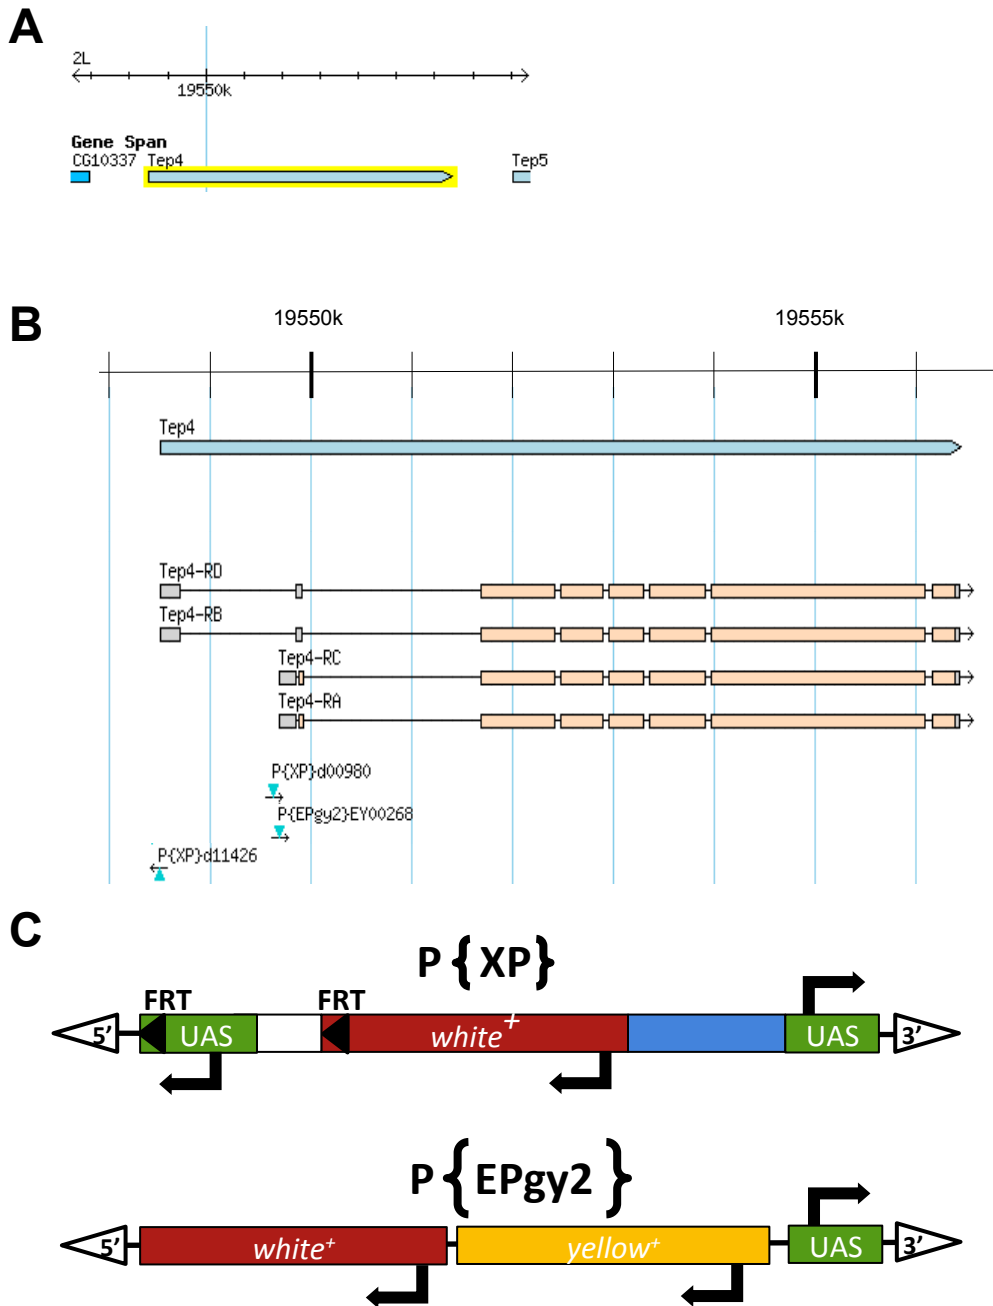 A
2L
19550k
Gene Span
CG10337 Tep4 Tep5
B
19550k 19555k
Tep4
Tep4-RD
Tep4-RB
Tep4-RC
Tep4-RA
P{XP}d00980
P{EPgy2}EY00268
P{XP}d11426
C
P { XP }
FRT FRT
5' UAS white+ UAS 3'
P { EPgy2 }
5' white+ yellow+ UAS 3'